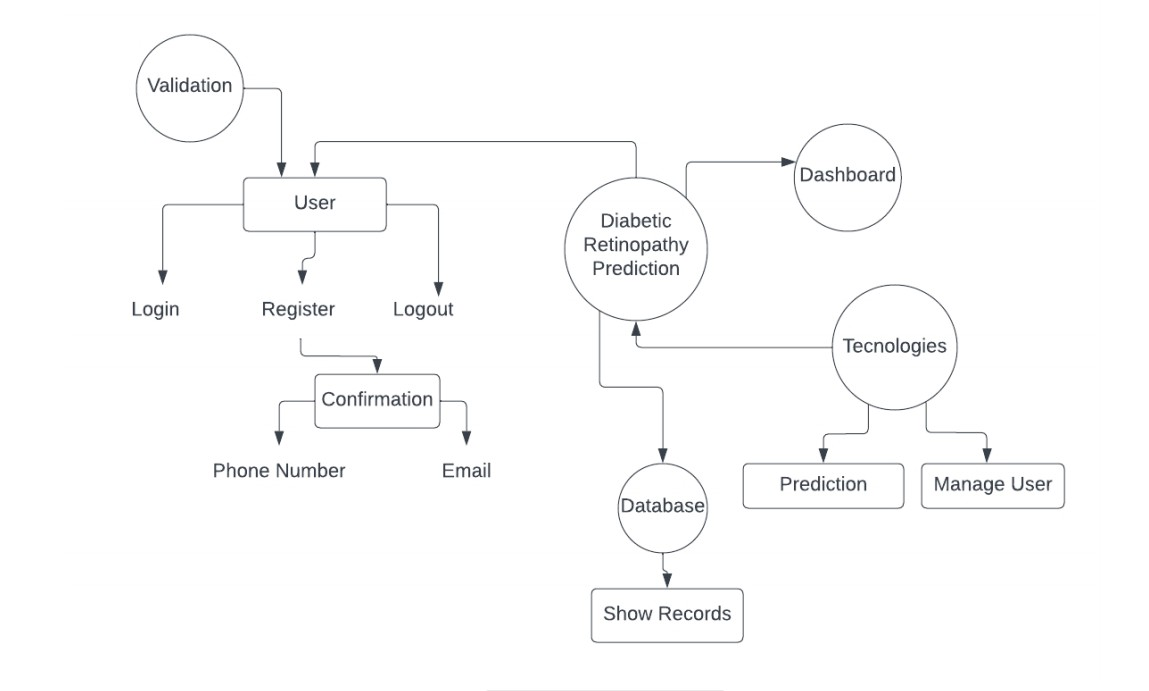 Validation
Dashboard
User
Diabetic
Retinopathy
Prediction
Login
Register
Logout
Tecnologies
Confirmation
Phone Number
Email
Prediction
Manage User
Database
Show Records